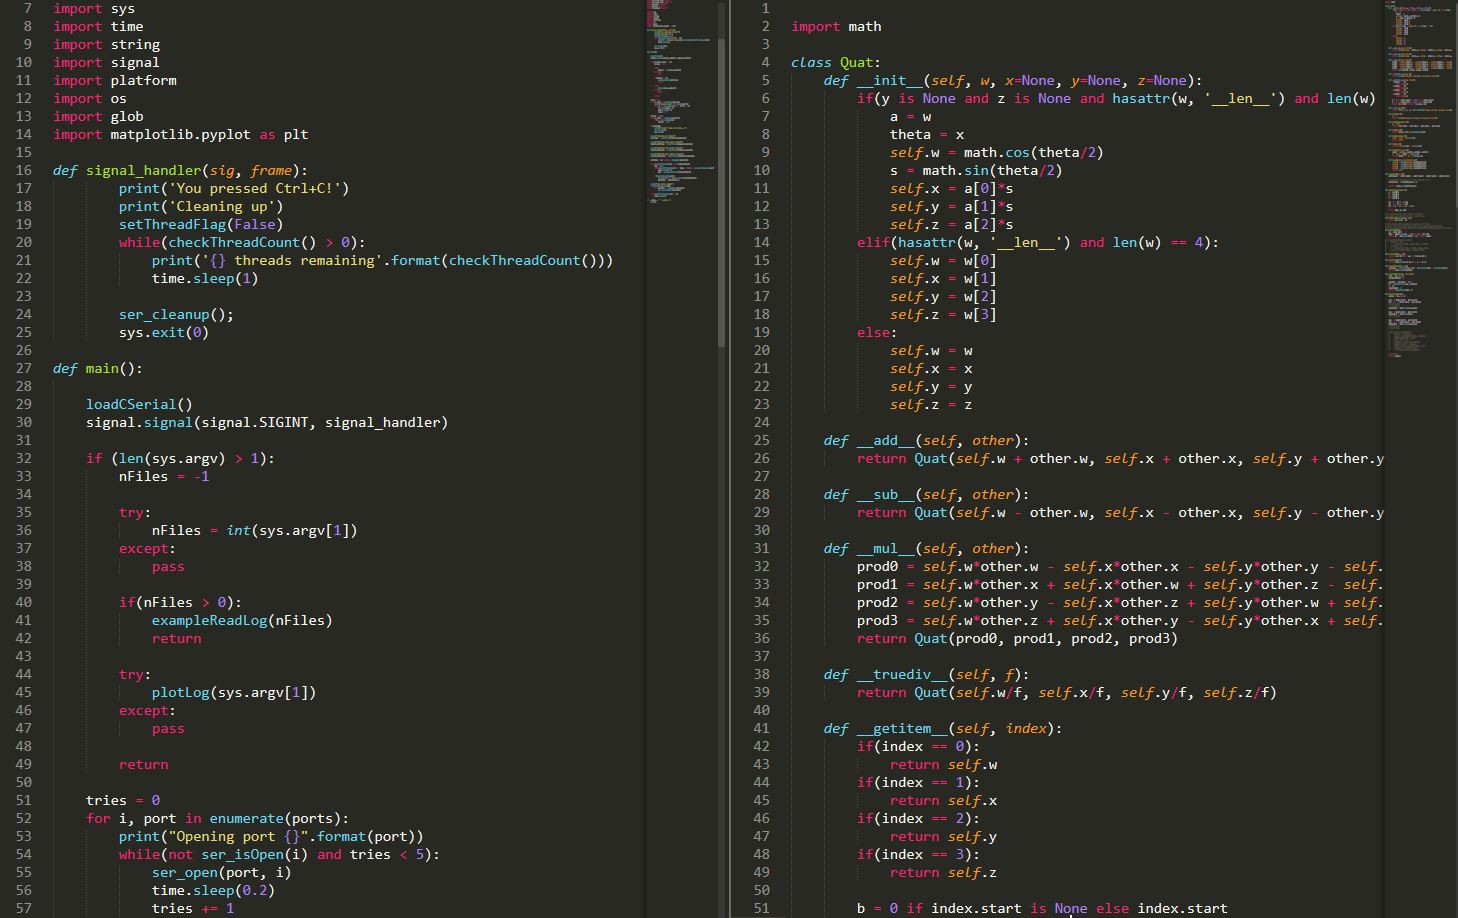 7 import sys
8 import time
9 import string
10 import signal
11 import platform
12 import os
13 import glob
14 import matplotlib.pyplot as plt
15
16 def signal_handler(sig, frame):
17 print('You pressed Ctrl+C!')
18 print('Cleaning up')
19 setThreadFlag(False)
20 while(checkThreadCount() > 0):
21 print('{} threads remaining'.format(checkThreadCount()))
22 time.sleep(1)
23
24 ser_cleanup();
25 sys.exit(0)
26
27 def main():
28
29 loadCSerial()
30 signal.signal(signal.SIGINT, signal_handler)
31
32 if (len(sys.argv) > 1):
33 nFiles = -1
34
35 try:
36 nFiles = int(sys.argv[1])
37 except:
38 pass
39
40 if(nFiles > 0):
41 exampleReadLog(nFiles)
42 return
43
44 try:
45 plotLog(sys.argv[1])
46 except:
47 pass
48
49 return
50
51 tries = 0
52 for i, port in enumerate(ports):
53 print("Opening port {}".format(port))
54 while(not ser_isOpen(i) and tries < 5):
55 ser_open(port, i)
56 time.sleep(0.2)
57 tries += 1
1
2 import math
3
4 class Quat:
5 def __init__(self, w, x=None, y=None, z=None):
6 if(y is None and z is None and hasattr(w, '__len__') and len(w)
7 a = w
8 theta = x
9 self.w = math.cos(theta/2)
10 s = math.sin(theta/2)
11 self.x = a[0]*s
12 self.y = a[1]*s
13 self.z = a[2]*s
14 elif(hasattr(w, '__len__') and len(w) == 4):
15 self.w = w[0]
16 self.x = w[1]
17 self.y = w[2]
18 self.z = w[3]
19 else:
20 self.w = w
21 self.x = x
22 self.y = y
23 self.z = z
24
25 def __add__(self, other):
26 return Quat(self.w + other.w, self.x + other.x, self.y + other.y
27
28 def __sub__(self, other):
29 return Quat(self.w - other.w, self.x - other.x, self.y - other.y
30
31 def __mul__(self, other):
32 prod0 = self.w*other.w - self.x*other.x - self.y*other.y - self.
33 prod1 = self.w*other.x + self.x*other.w + self.y*other.z - self.
34 prod2 = self.w*other.y - self.x*other.z + self.y*other.w + self.
35 prod3 = self.w*other.z + self.x*other.y - self.y*other.x + self.
36 return Quat(prod0, prod1, prod2, prod3)
37
38 def __truediv__(self, f):
39 return Quat(self.w/f, self.x/f, self.y/f, self.z/f)
40
41 def __getitem__(self, index):
42 if(index == 0):
43 return self.w
44 if(index == 1):
45 return self.x
46 if(index == 2):
47 return self.y
48 if(index == 3):
49 return self.z
50
51 b = 0 if index.start is None else index.start